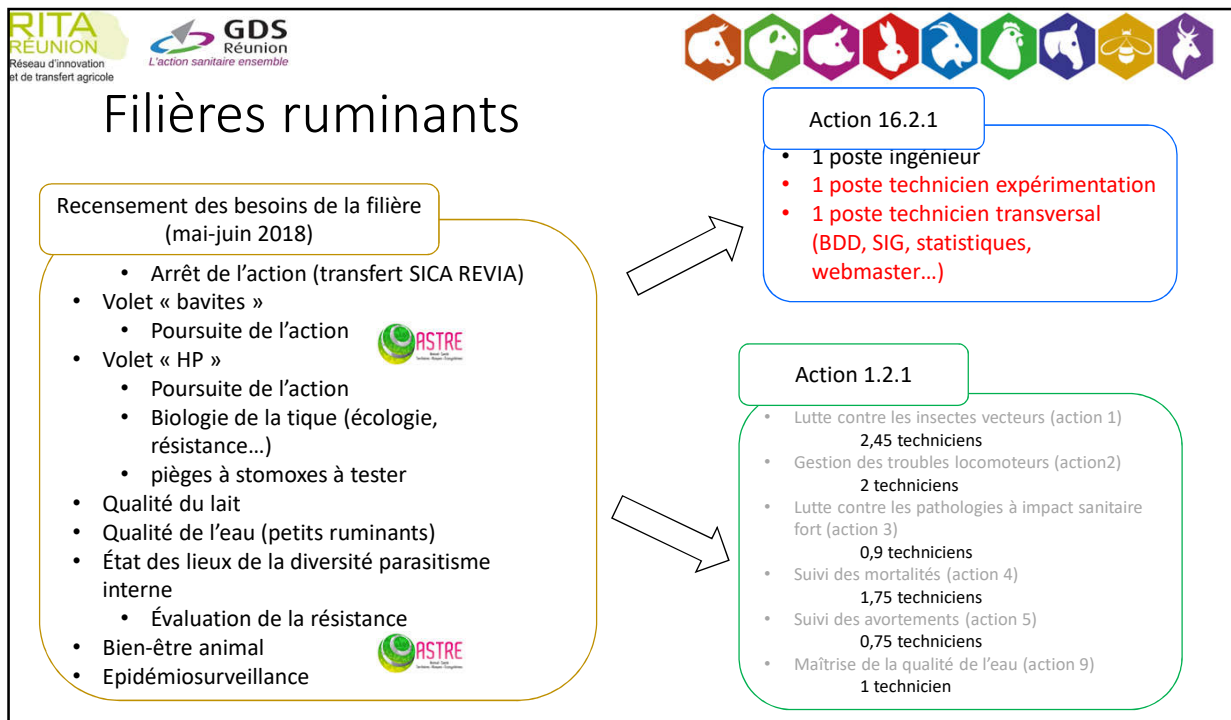 RITA
RÉUNION
Réseau d'innovation
et de transfert agricole
GDS
Réunion
L'action sanitaire ensemble
Filières ruminants
Recensement des besoins de la filière
(mai-juin 2018)
• Arrêt de l'action (transfert SICA REVIA)
• Volet « bavites »
• Poursuite de l'action
ASTRE
• Volet « HP »
• Poursuite de l'action
• Biologie de la tique (écologie,
résistance…)
• pièges à stomoxes à tester
• Qualité du lait
• Qualité de l'eau (petits ruminants)
• État des lieux de la diversité parasitisme
interne
• Évaluation de la résistance
• Bien-être animal
ASTRE
• Epidémiosurveillance
Action 16.2.1
• 1 poste ingénieur
• 1 poste technicien expérimentation
• 1 poste technicien transversal
(BDD, SIG, statistiques,
webmaster…)
Action 1.2.1
• Lutte contre les insectes vecteurs (action 1)
2,45 techniciens
• Gestion des troubles locomoteurs (action2)
2 techniciens
• Lutte contre les pathologies à impact sanitaire
fort (action 3)
0,9 techniciens
• Suivi des mortalités (action 4)
1,75 techniciens
• Suivi des avortements (action 5)
0,75 techniciens
• Maîtrise de la qualité de l'eau (action 9)
1 technicien